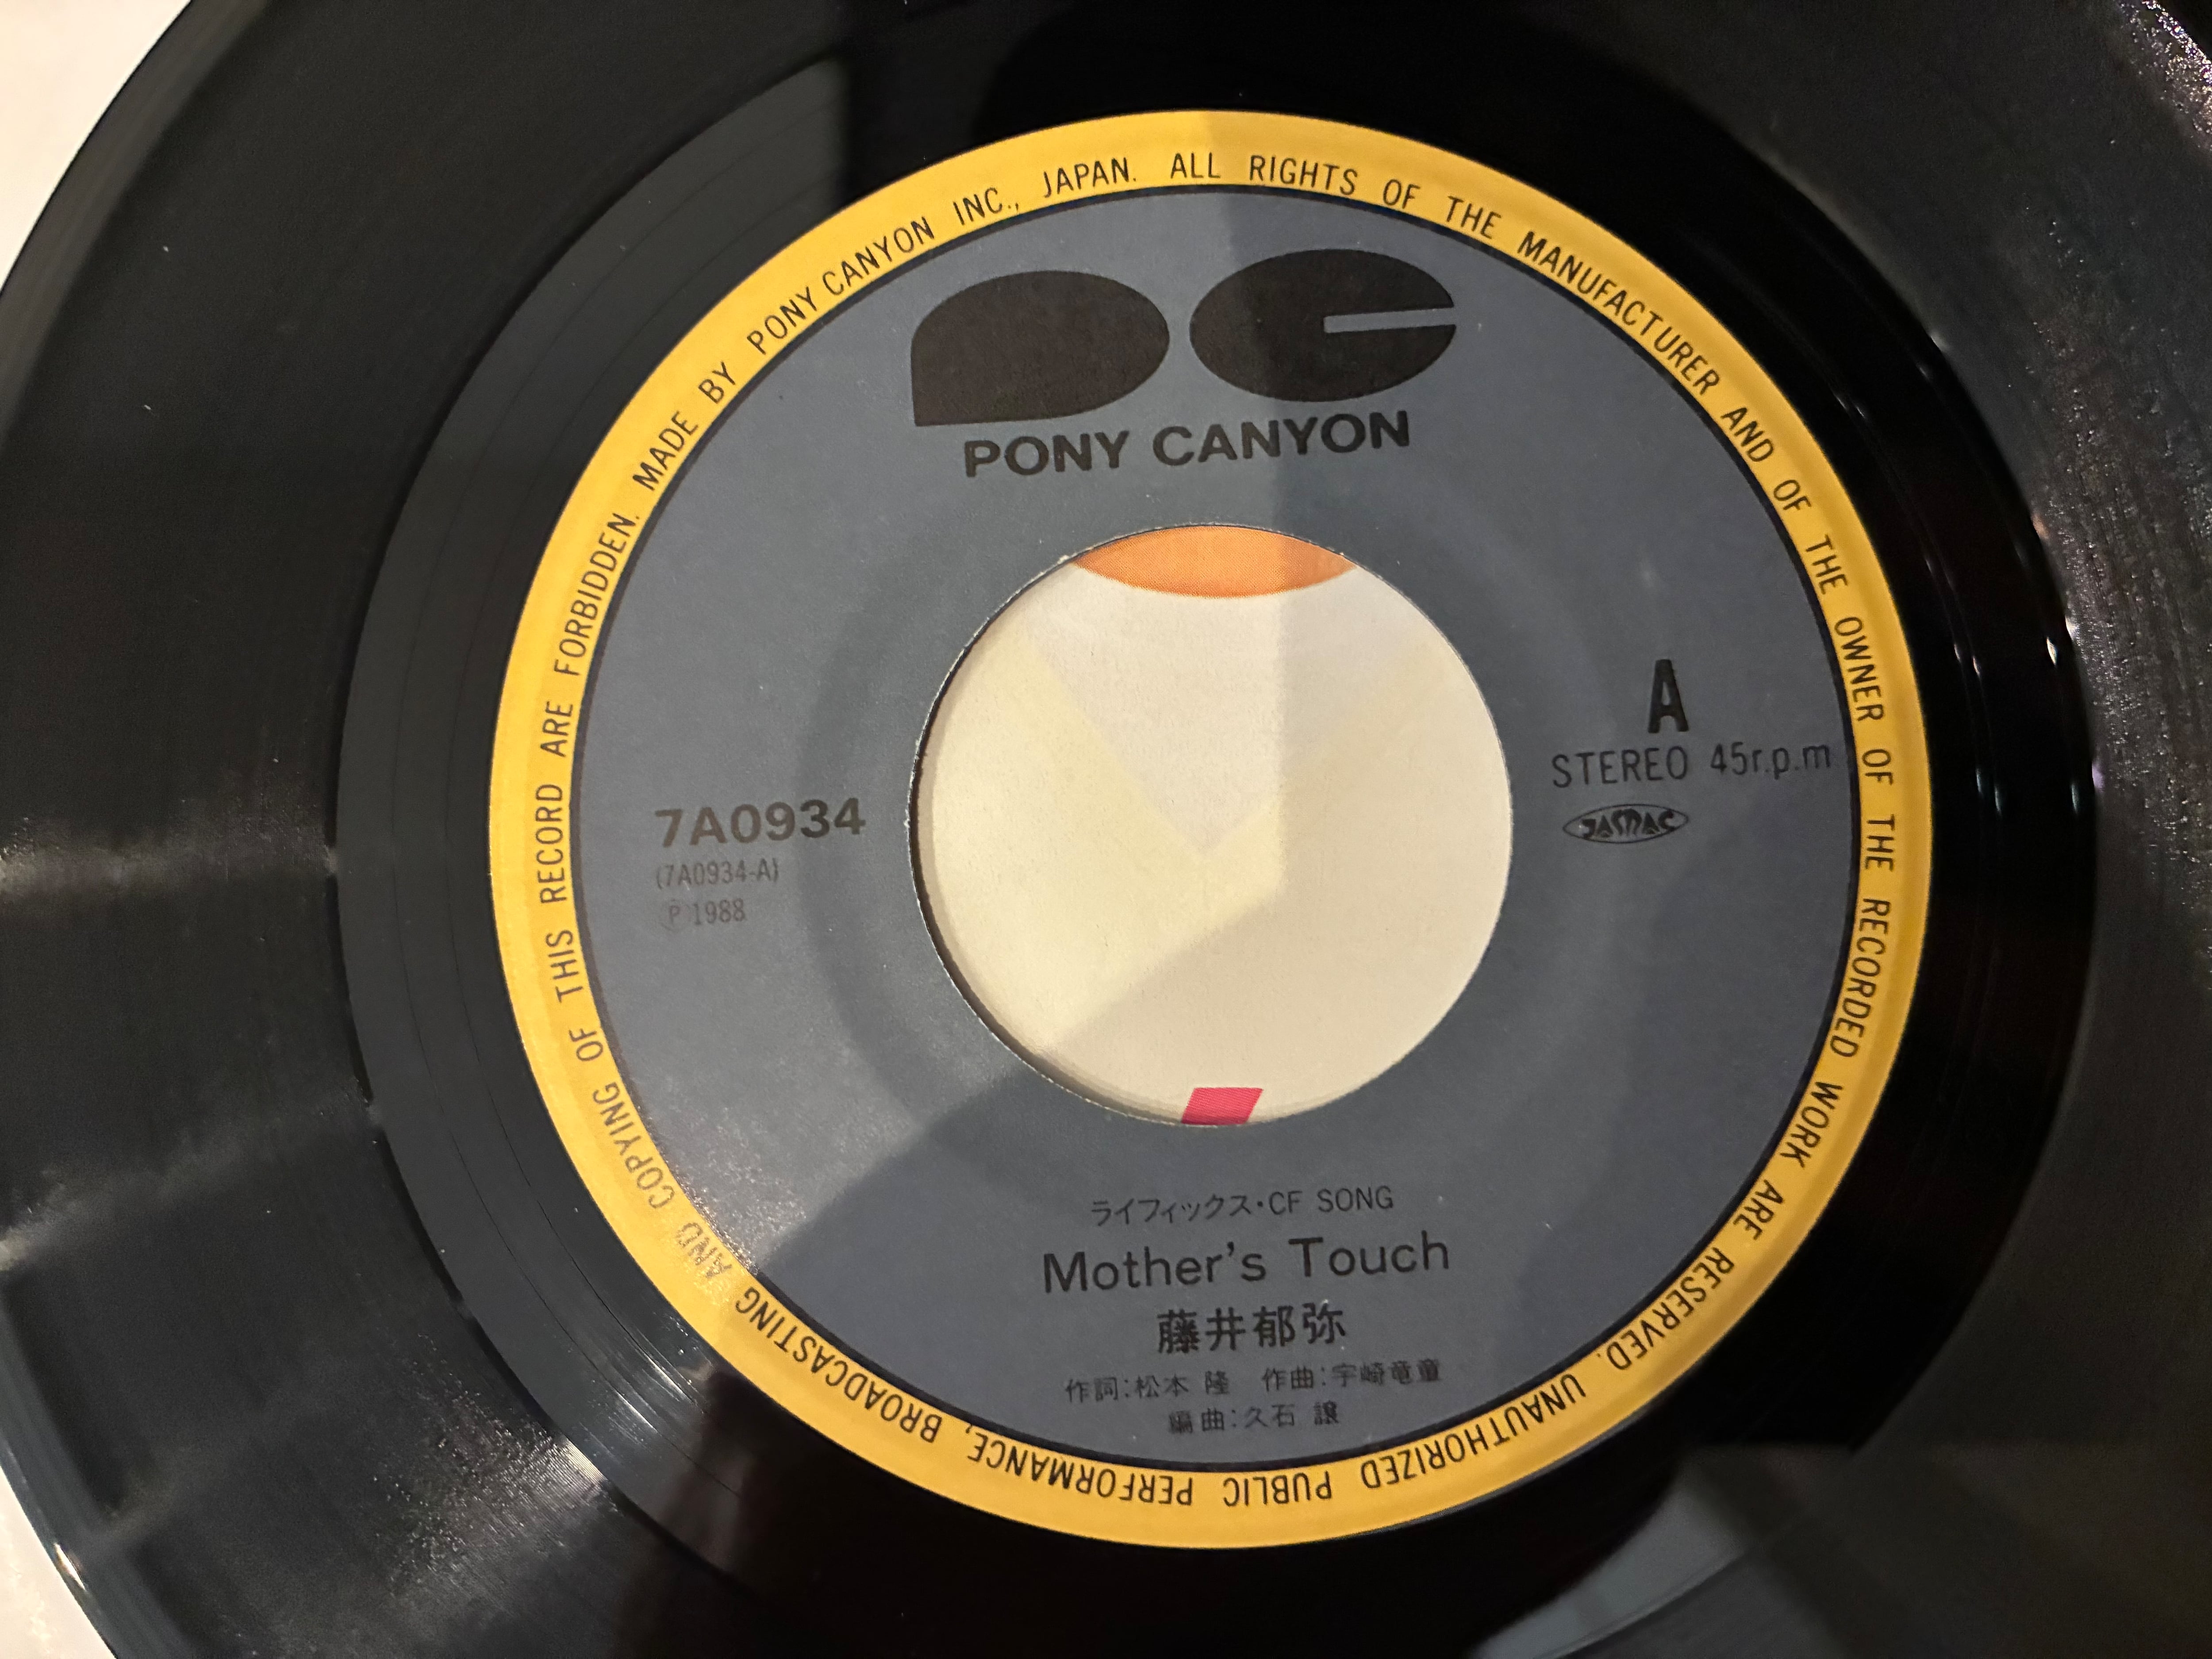 MADE BY PONY CANYON INC., JAPAN. ALL RIGHTS OF THE MANUFACTURER AND OF THE OWNER OF THE RECORDED WORK ARE RESERVED. UNAUTHORIZED PUBLIC PERFORMANCE, BROADCASTING AND COPYING OF THIS RECORD ARE FORBIDDEN.
PONY CANYON
A
STEREO 45r.p.m
JASRAC
7A0934
(7A0934-A)
Ⓟ 1988
ライフィックス・CF SONG
Mother's Touch
藤井郁弥
作詞:松本 隆 作曲:宇崎竜童
編曲:久石 譲